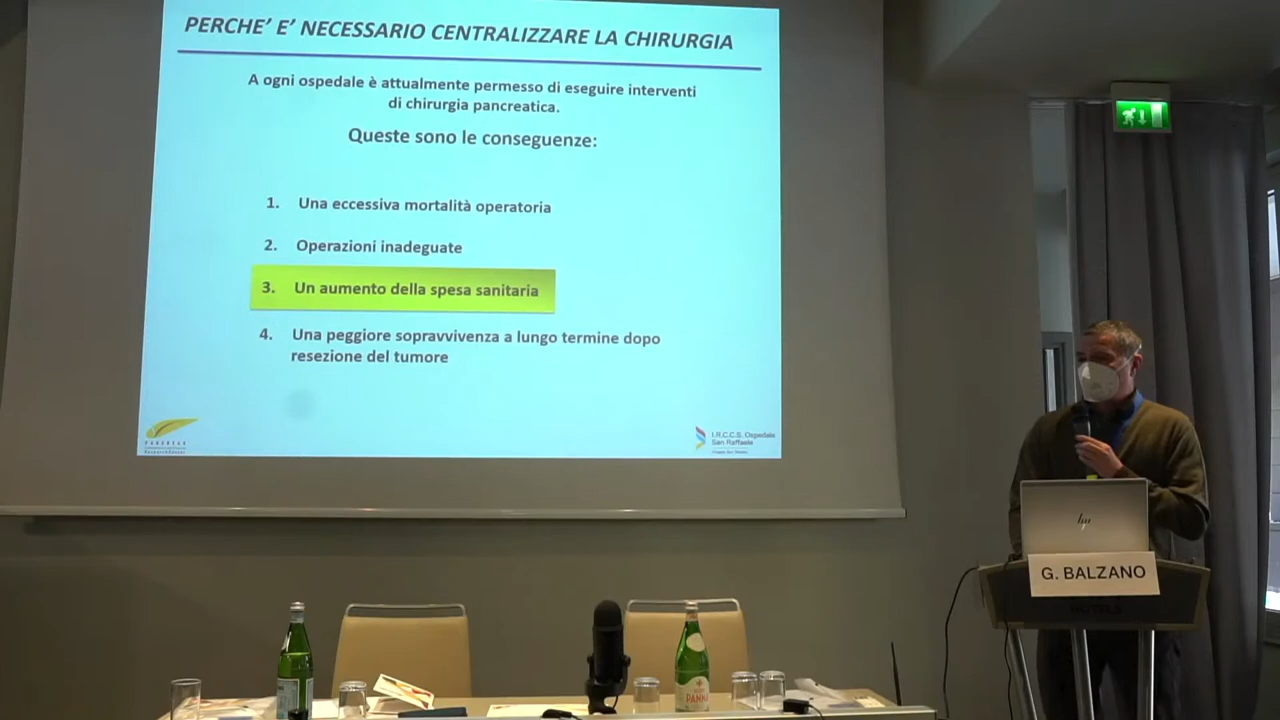 PERCHE’ E’ NECESSARIO CENTRALIZZARE LA CHIRURGIA
A ogni ospedale è attualmente permesso di eseguire interventi
di chirurgia pancreatica.
Queste sono le conseguenze:
1. Una eccessiva mortalità operatoria
2. Operazioni inadeguate
3. Un aumento della spesa sanitaria
4. Una peggiore sopravvivenza a lungo termine dopo
resezione del tumore
I.R.C.C.S. Ospedale
San Raffaele
hp
G. BALZANO
HOTELS
PANNA